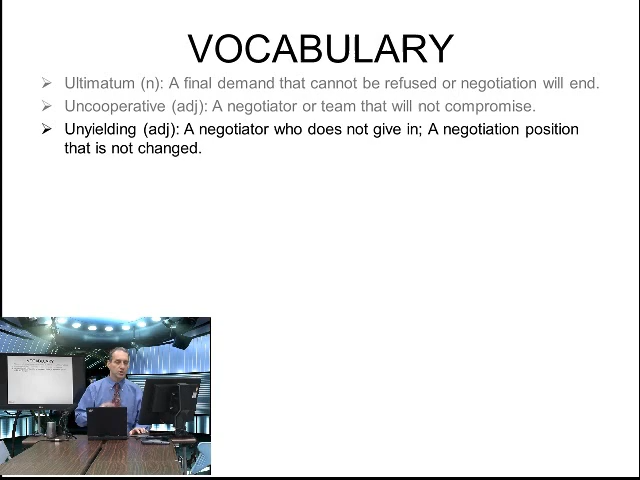 VOCABULARY
Ultimatum (n): A final demand that cannot be refused or negotiation will end.
Uncooperative (adj): A negotiator or team that will not compromise.
Unyielding (adj): A negotiator who does not give in; A negotiation position
that is not changed.
VOCABULARY